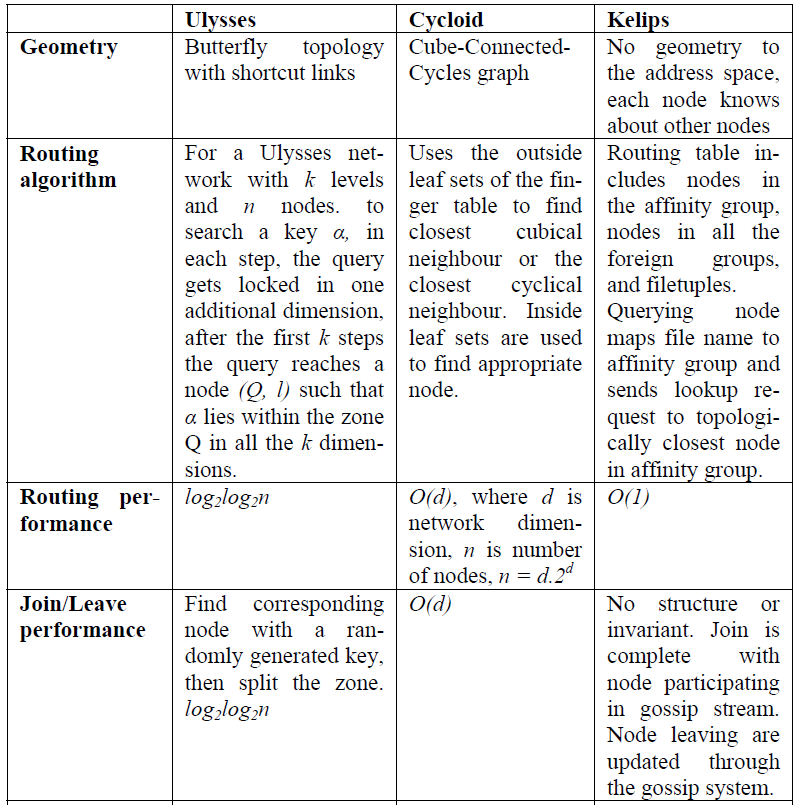 Ulysses
Cycloid
Kelips
Geometry
Butterfly topology
with shortcut links
Cube-Connected-
Cycles graph
No geometry to
the address space,
each node knows
about other nodes
Routing
algorithm
For a Ulysses net-
work with k levels
and n nodes. to
search a key α, in
each step, the query
gets locked in one
additional dimension,
after the first k steps
the query reaches a
node (Q, l) such that
α lies within the zone
Q in all the k dimen-
sions.
Uses the outside
leaf sets of the fin-
ger table to find
closest cubical
neighbour or the
closest cyclical
neighbour. Inside
leaf sets are used
to find appropriate
node.
Routing table in-
cludes nodes in
the affinity group,
nodes in all the
foreign groups,
and filetuples.
Querying node
maps file name to
affinity group and
sends lookup re-
quest to topologi-
cally closest node
in affinity group.
Routing per-
formance
log₂log₂n
O(d), where d is
network dimen-
sion, n is number
of nodes, n = d.2ᵈ
O(1)
Join/Leave
performance
Find corresponding
node with a ran-
domly generated key,
then split the zone.
log₂log₂n
O(d)
No structure or
invariant. Join is
complete with
node participating
in gossip stream.
Node leaving are
updated through
the gossip system.